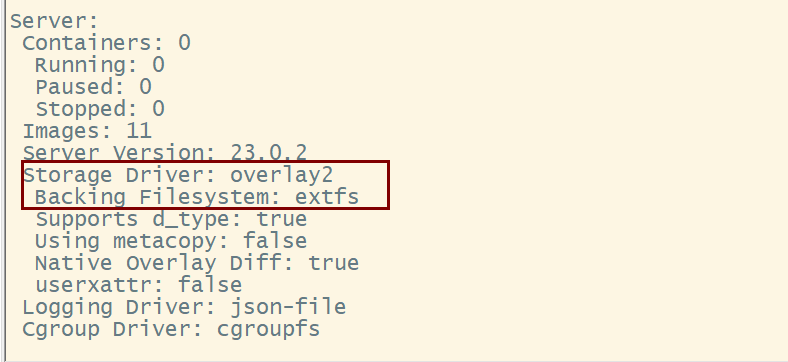 Server:
Containers: 0
Running: 0
Paused: 0
Stopped: 0
Images: 11
Server Version: 23.0.2
Storage Driver: overlay2
Backing Filesystem: extfs
Supports d_type: true
Using metacopy: false
Native Overlay Diff: true
userxattr: false
Logging Driver: json-file
Cgroup Driver: cgroupfs